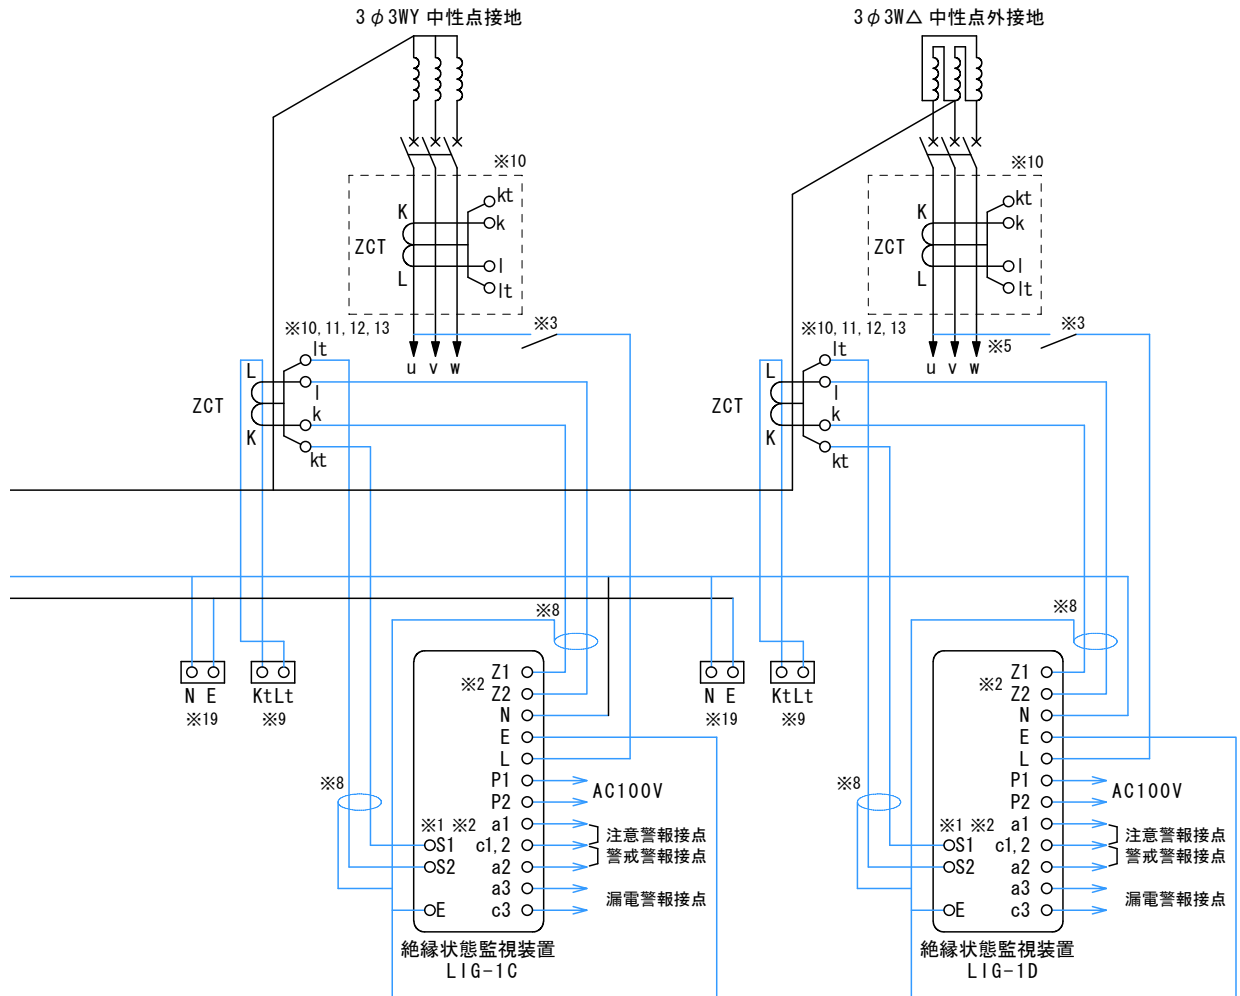 3φ3WY 中性点接地
※10
kt
K
k
ZCT
l
L
lt
※10, 11, 12, 13
※3
lt
u v w
L
l
ZCT
k
K
kt
※8
N E
※19
KtLt
※9
Z1
※2
Z2
N
E
L
P1
AC100V
P2
※8
※1 ※2
a1
注意警報接点
S1
c1,2
警戒警報接点
S2
a2
a3
漏電警報接点
E
c3
絶縁状態監視装置
LIG-1C
3φ3W△ 中性点外接地
※10
kt
K
k
ZCT
l
L
lt
※10, 11, 12, 13
※3
lt
※5
u v w
L
l
ZCT
k
K
kt
※8
N E
※19
KtLt
※9
Z1
※2
Z2
N
E
L
P1
AC100V
P2
※8
※1 ※2
a1
注意警報接点
S1
c1,2
警戒警報接点
S2
a2
a3
漏電警報接点
E
c3
絶縁状態監視装置
LIG-1D